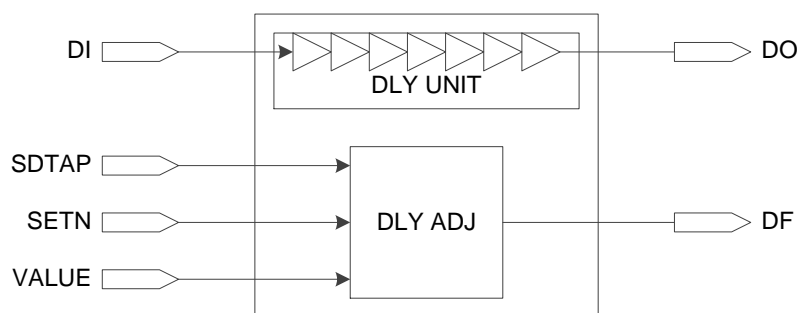 DI
DO
DLY UNIT
SDTAP
SETN
DLY ADJ
DF
VALUE